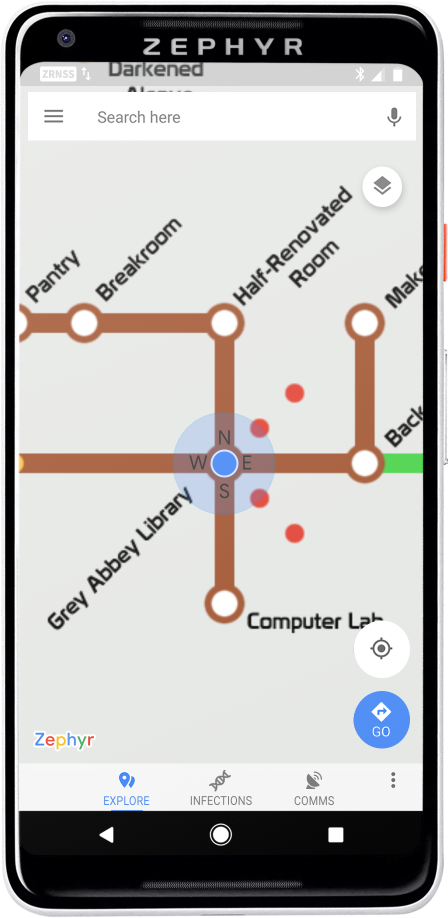 ZEPHYR
ZRNSS
Darkened
Search here
Half-Renovated
Room
Breakroom
Pantry
Make
Back
N
W E
S
Grey Abbey Library
Computer Lab
Zephyr
GO
EXPLORE INFECTIONS COMMS